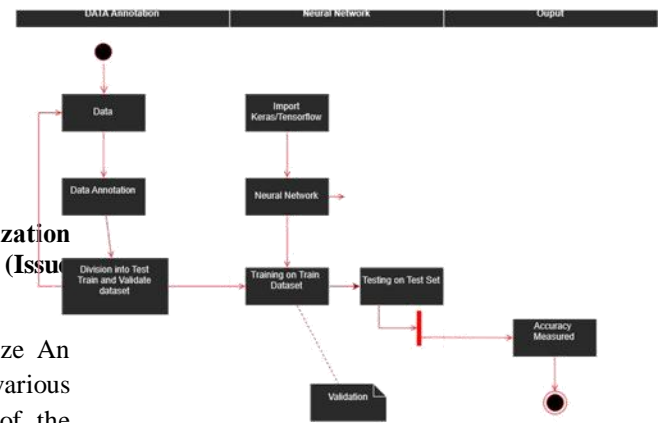 DATA Annotation
Neural Network
Ouput
Data
Import
Keras/Tensorflow
Data Annotation
Neural Network
Division into Test
Train and Validate
dataset
Training on Train
Dataset
Testing on Test Set
Accuracy
Measured
Validation
zation
(Issue
ze An
various
of the